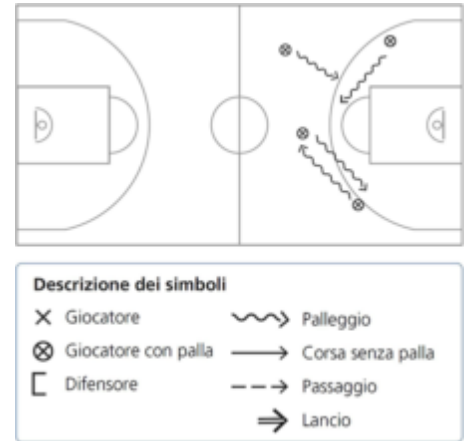 Descrizione dei simboli
Giocatore
Palleggio
Giocatore con palla
Corsa senza palla
Difensore
Passaggio
Lancio